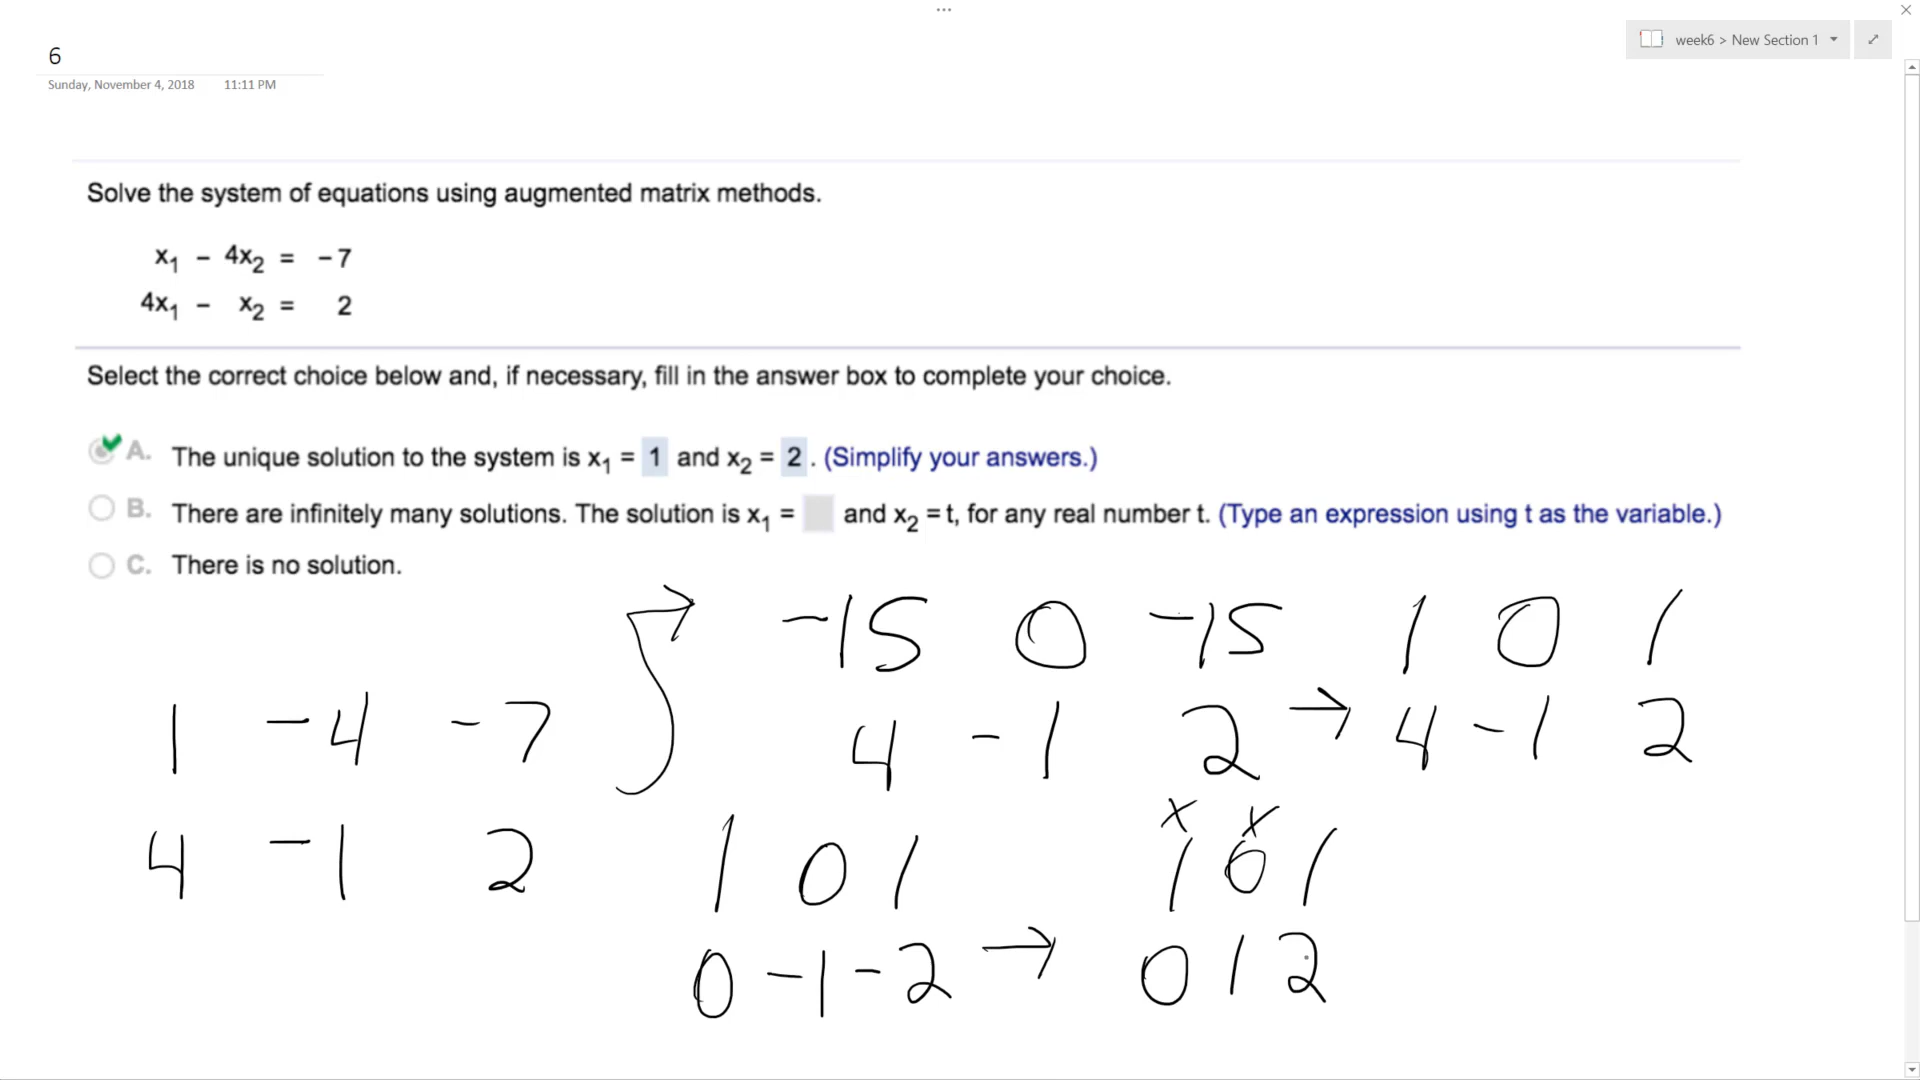 ...
week6 > New Section 1
6
Sunday, November 4, 2018 11:11 PM
Solve the system of equations using augmented matrix methods.
x₁ − 4x₂ = −7
4x₁ − x₂ = 2
Select the correct choice below and, if necessary, fill in the answer box to complete your choice.
A. The unique solution to the system is x₁ = 1 and x₂ = 2 . (Simplify your answers.)
B. There are infinitely many solutions. The solution is x₁ = and x₂ = t, for any real number t. (Type an expression using t as the variable.)
C. There is no solution.
1 −4 −7
4 −1 2
→ −15 0 −15
4 −1 2
→ 1 0 1
4 −1 2
1 0 1
0 −1 −2
→ x x
1 0 1
0 1 2